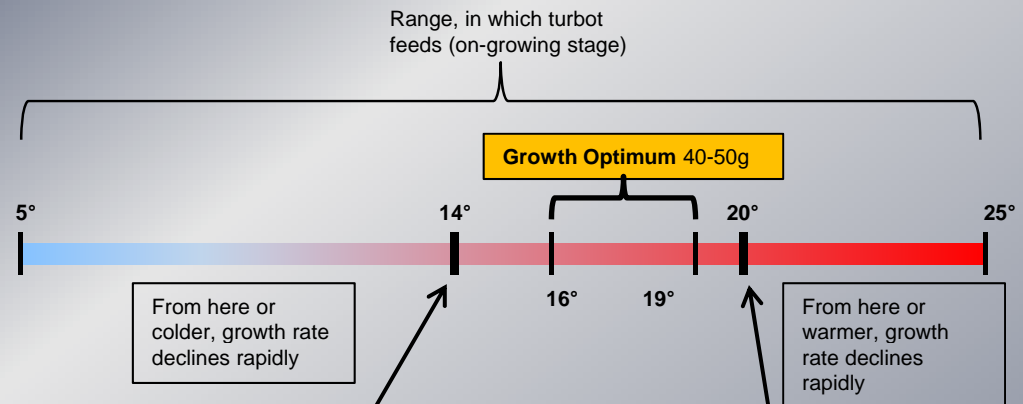 Range, in which turbot
feeds (on-growing stage)
Growth Optimum 40-50g
5°
14°
20°
25°
16°
19°
From here or
colder, growth rate
declines rapidly
From here or
warmer, growth
rate declines
rapidly